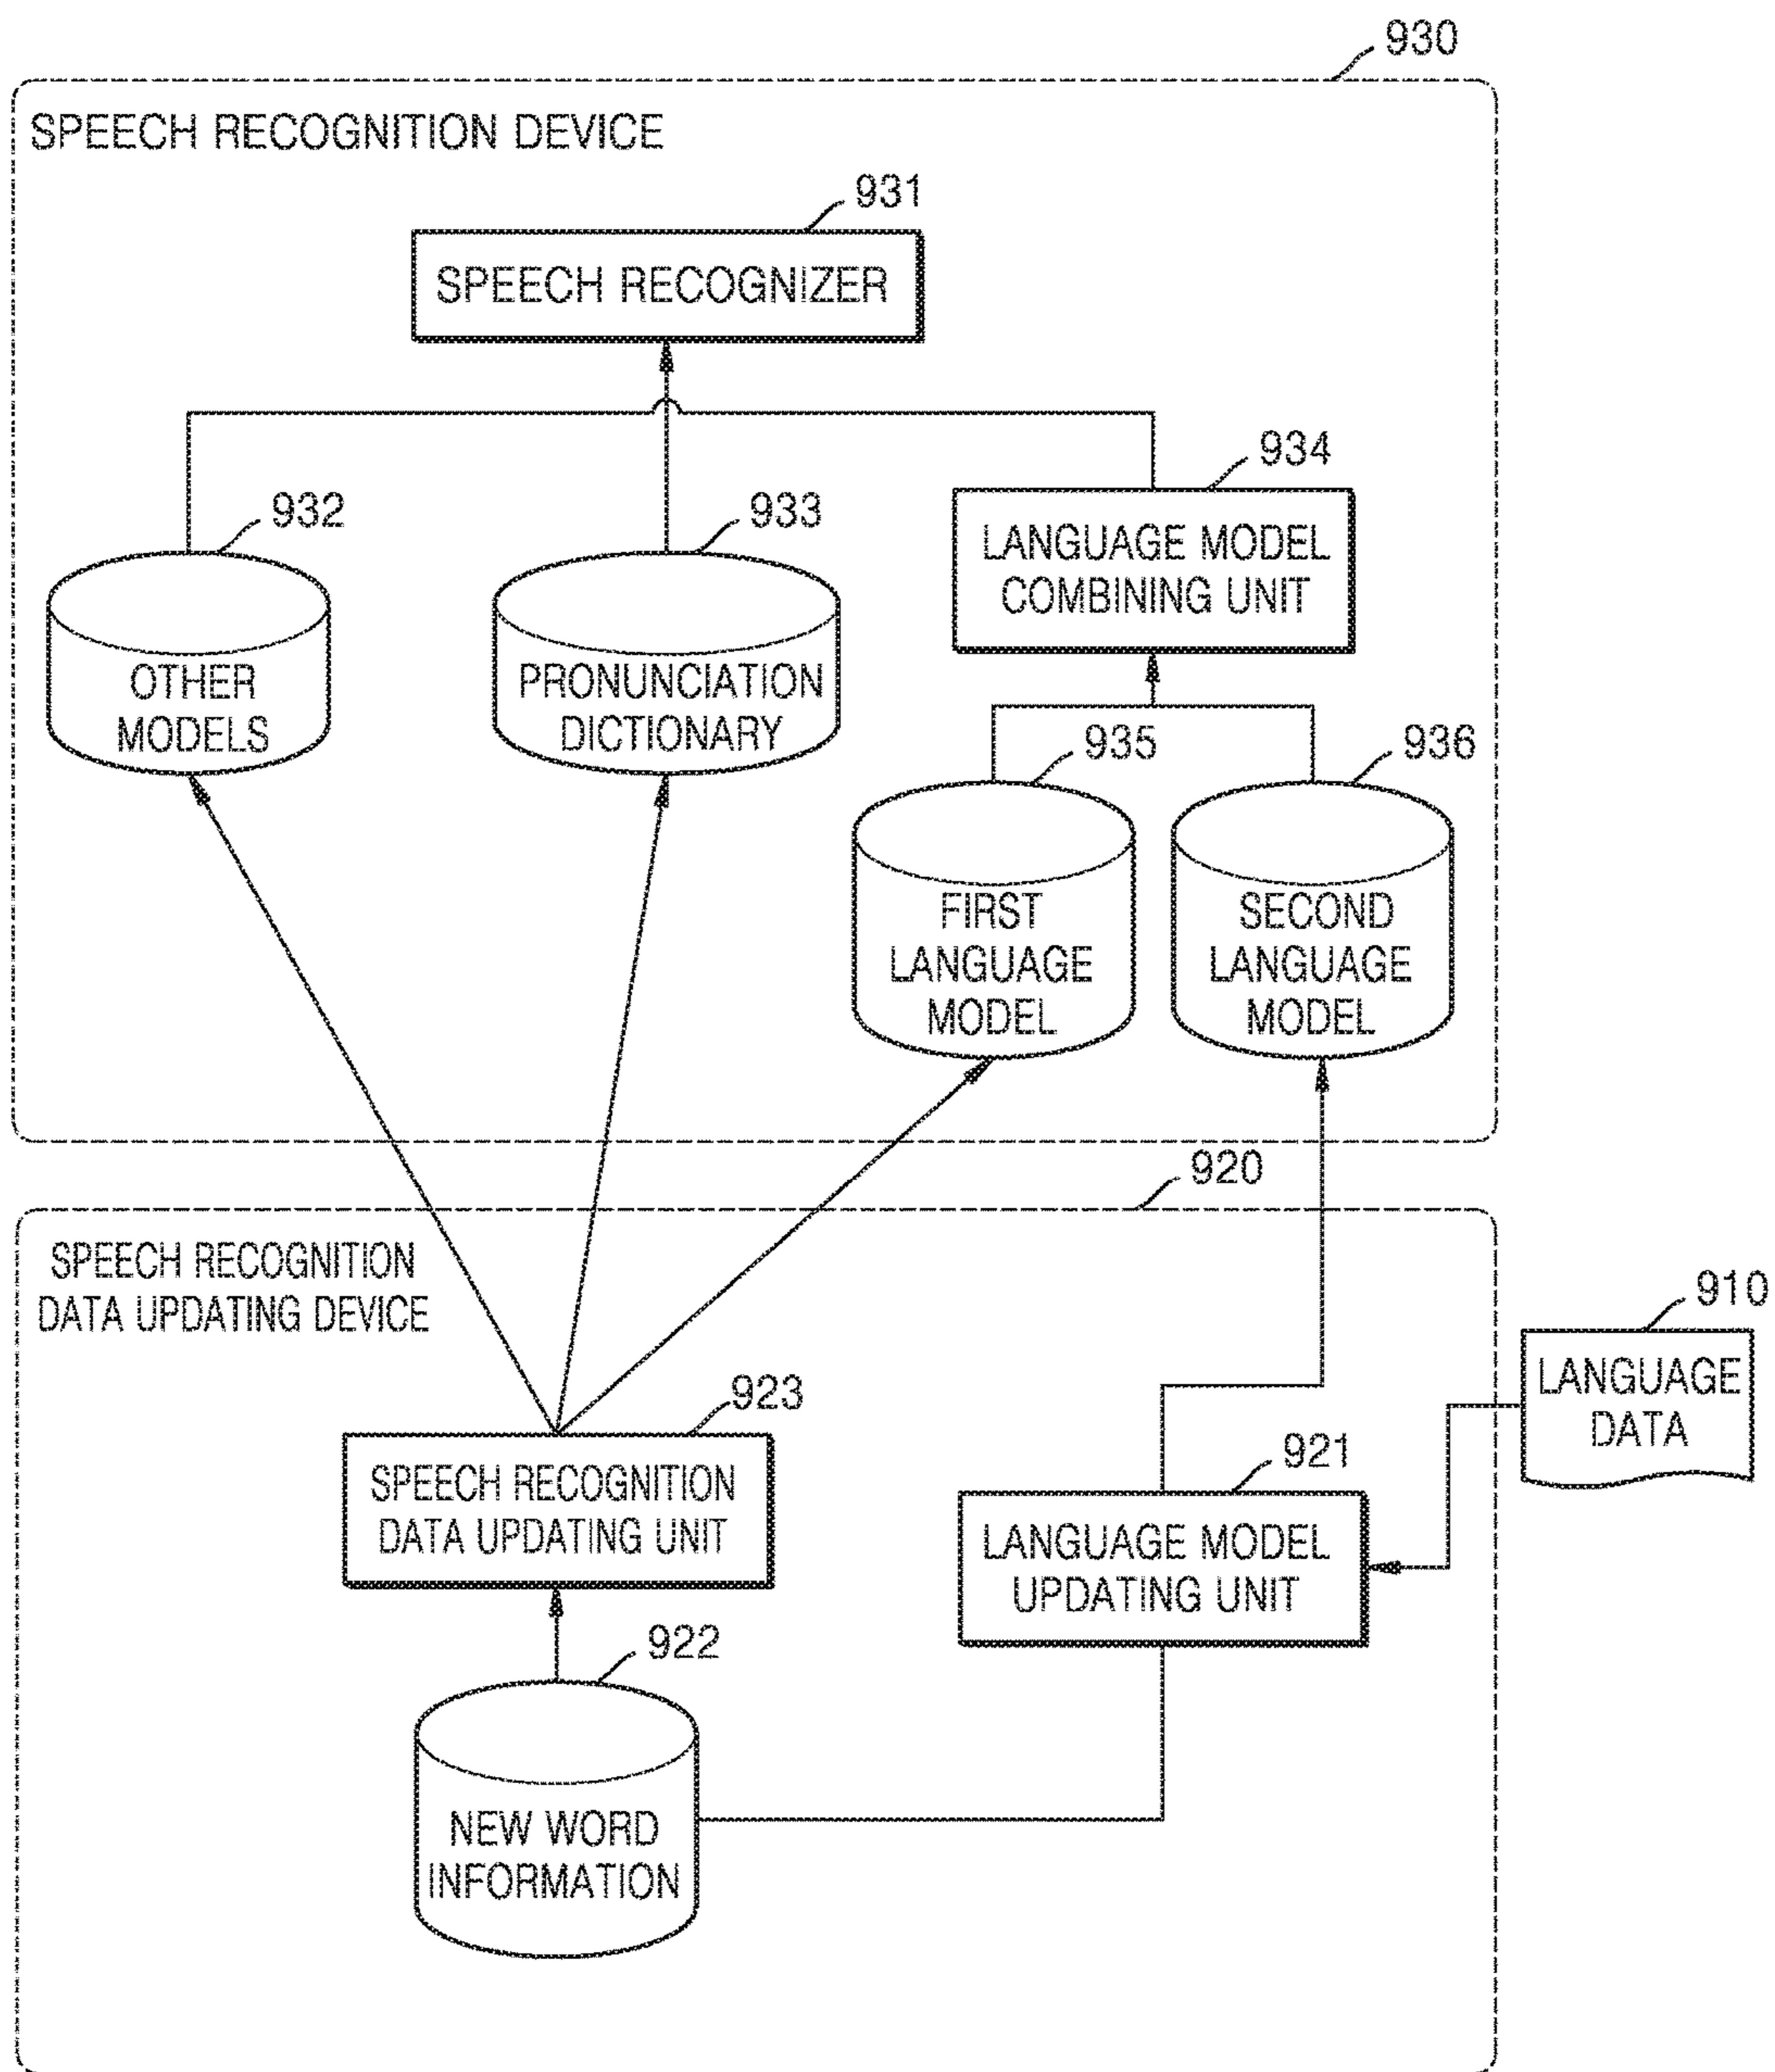 930
SPEECH RECOGNITION DEVICE
931
SPEECH RECOGNIZER
934
932
933
LANGUAGE MODEL
COMBINING UNIT
OTHER
MODELS
PRONUNCIATION
DICTIONARY
935
936
FIRST
LANGUAGE
MODEL
SECOND
LANGUAGE
MODEL
920
SPEECH RECOGNITION
DATA UPDATING DEVICE
910
LANGUAGE
DATA
923
SPEECH RECOGNITION
DATA UPDATING UNIT
921
LANGUAGE MODEL
UPDATING UNIT
922
NEW WORD
INFORMATION